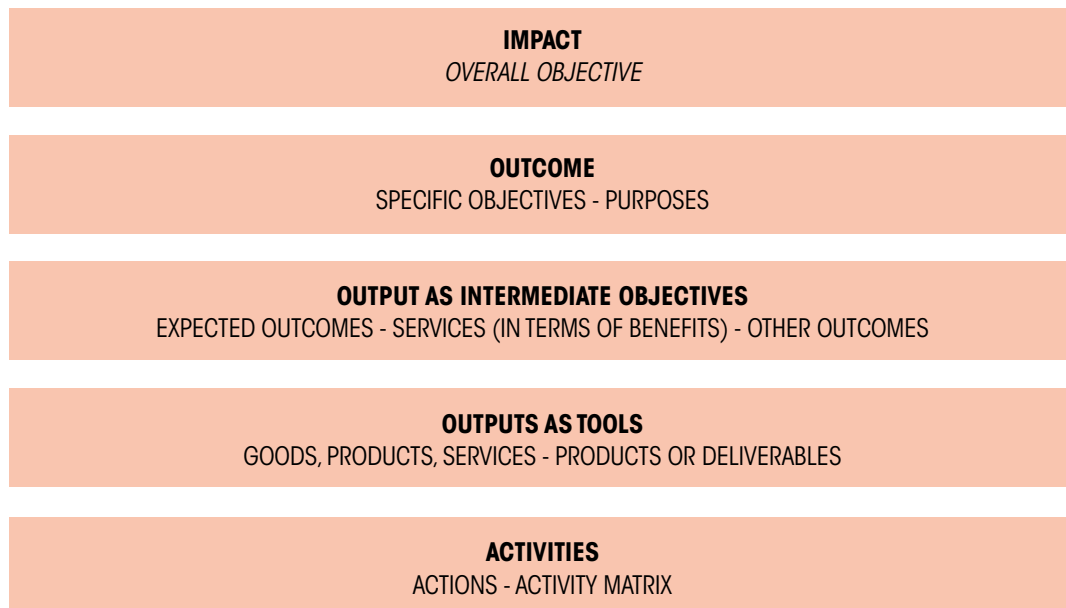 IMPACT
OVERALL OBJECTIVE
OUTCOME
SPECIFIC OBJECTIVES - PURPOSES
OUTPUT AS INTERMEDIATE OBJECTIVES
EXPECTED OUTCOMES - SERVICES (IN TERMS OF BENEFITS) - OTHER OUTCOMES
OUTPUTS AS TOOLS
GOODS, PRODUCTS, SERVICES - PRODUCTS OR DELIVERABLES
ACTIVITIES
ACTIONS - ACTIVITY MATRIX